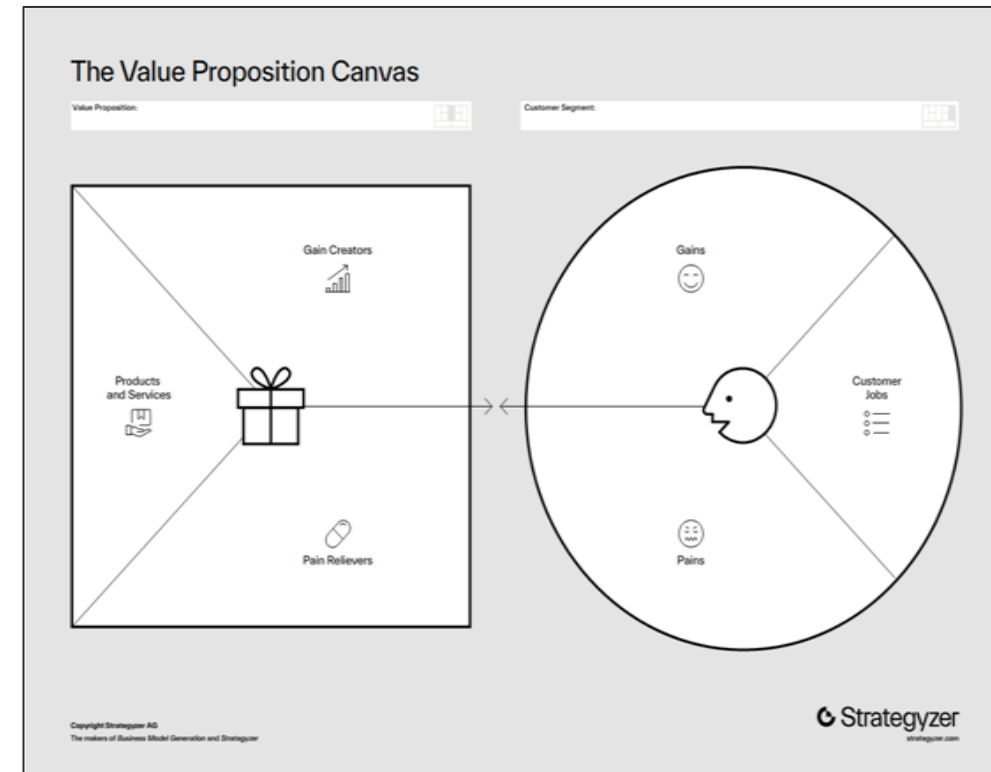 The Value Proposition Canvas
Value Proposition:
Customer Segment:
Gain Creators
Gains
Products
and Services
Customer
Jobs
Pain Relievers
Pains
Copyright Strategyzer AG
The makers of Business Model Generation and Strategyzer
Strategyzer
strategyzer.com